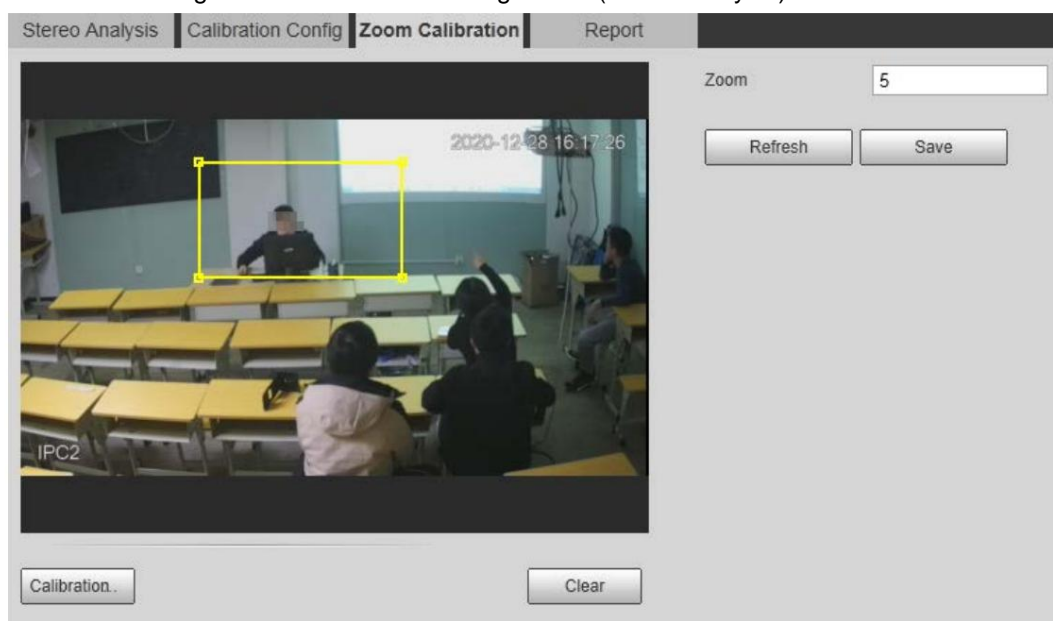 Stereo Analysis Calibration Config Zoom Calibration Report
Zoom 5
2020-12-28 16:17:26
Refresh Save
IPC2
Calibration.. Clear